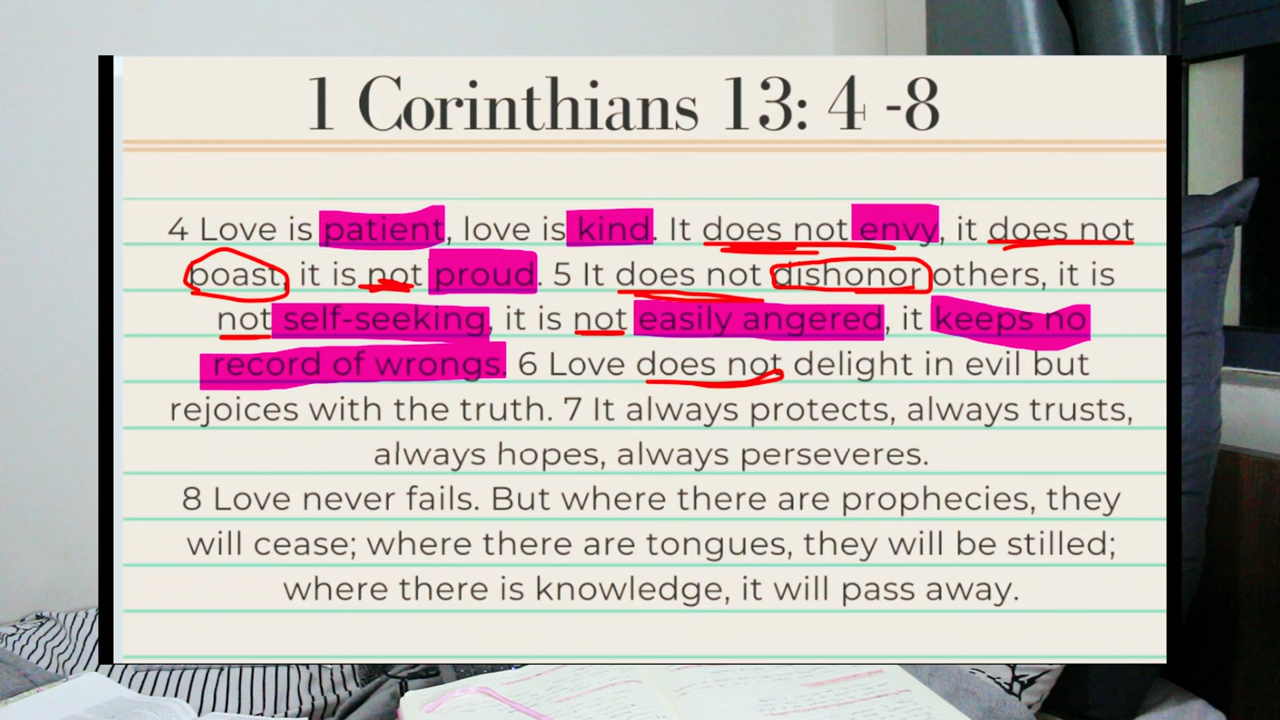 1 Corinthians 13: 4 -8
4 Love is patient, love is kind. It does not envy, it does not
boast, it is not proud. 5 It does not dishonor others, it is
not self-seeking, it is not easily angered, it keeps no
record of wrongs. 6 Love does not delight in evil but
rejoices with the truth. 7 It always protects, always trusts,
always hopes, always perseveres.
8 Love never fails. But where there are prophecies, they
will cease; where there are tongues, they will be stilled;
where there is knowledge, it will pass away.